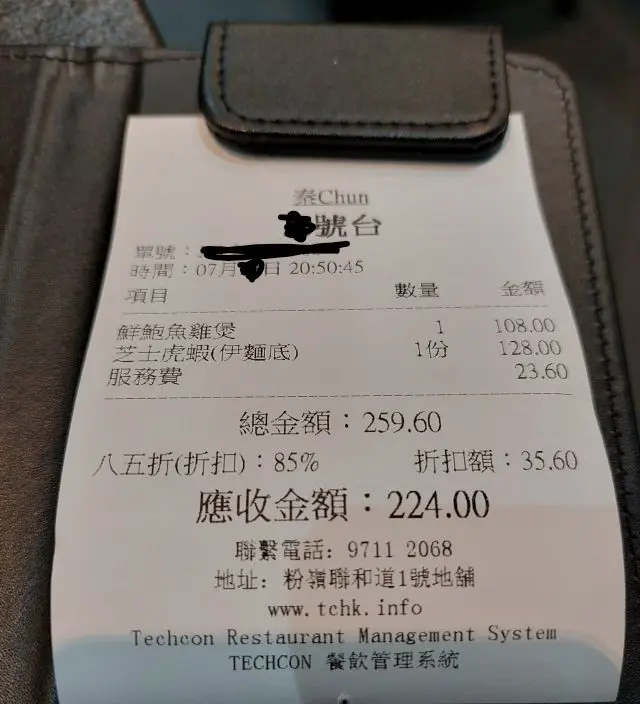 泰Chun
號台
單號：
時間：07月 日 20:50:45
項目 數量 金額
鮮鮑魚雞煲 1 108.00
芝士虎蝦(伊麵底) 1份 128.00
服務費 23.60
總金額：259.60
八五折(折扣)：85% 折扣額：35.60
應收金額：224.00
聯繫電話: 9711 2068
地址: 粉嶺聯和道1號地舖
www.tchk.info
Techcon Restaurant Management System
TECHCON 餐飲管理系統